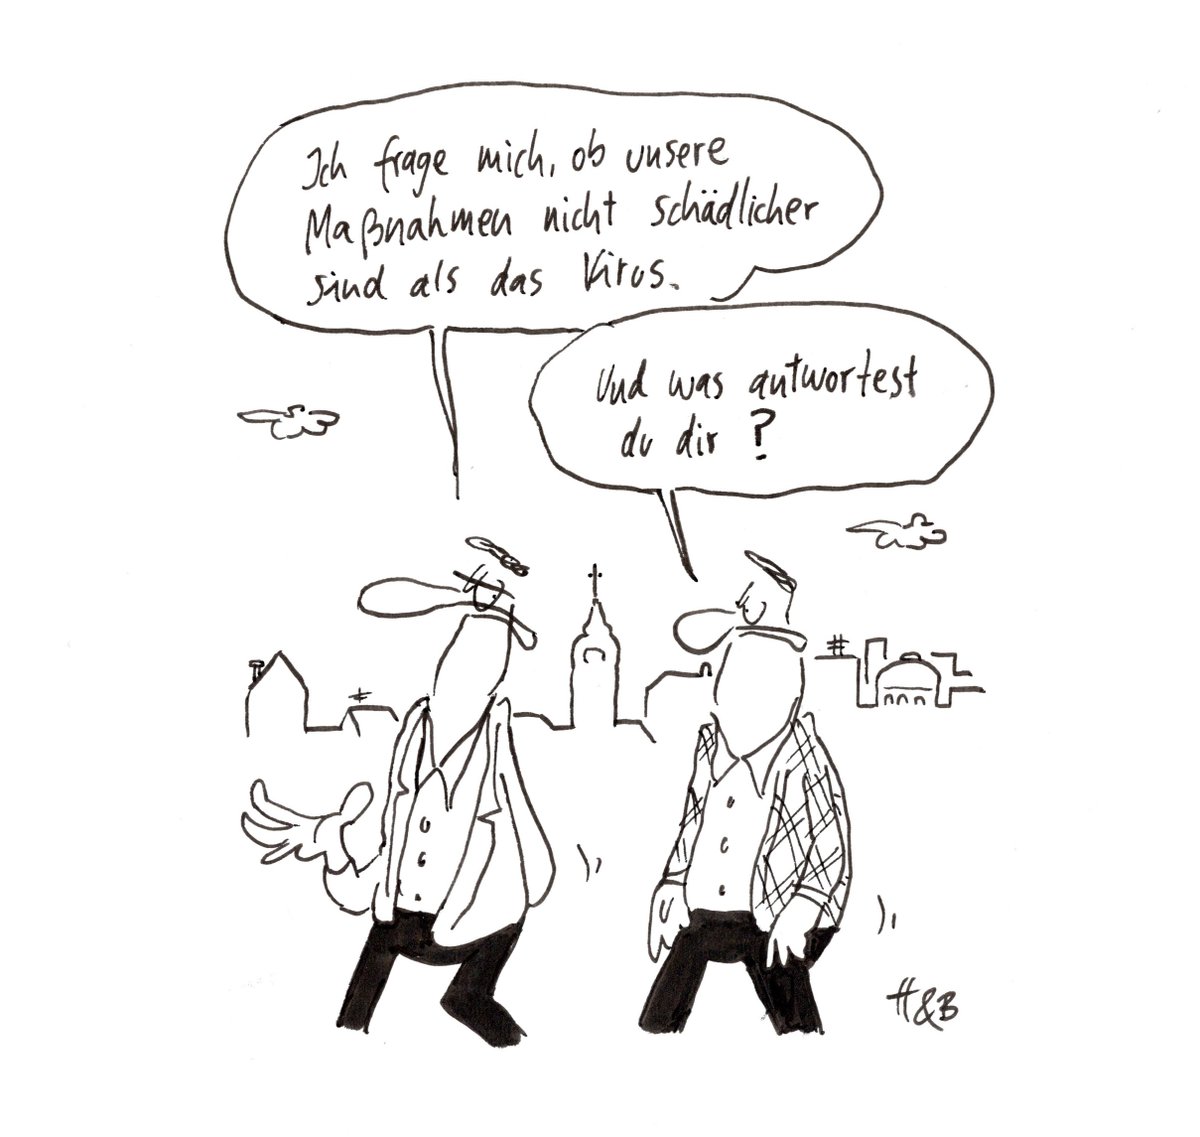 Ich frage mich, ob unsere
Maßnahmen nicht schädlicher
sind als das Virus.
Und was antwortest
du dir ?
H&B